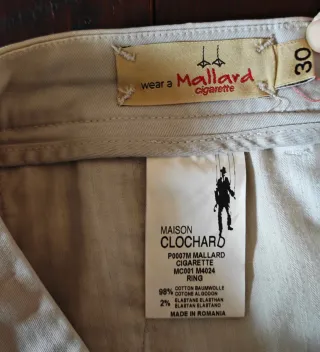 wear a Mallard
cigarette
30
MAISON
CLOCHARD
P0007M MALLARD
CIGARETTE
MC001 M4024
RING
98% COTTON BAUMWOLLE
COTONE ALGODON
2% ELASTANE ELASTHAN
ELASTAN ELASTANO
MADE IN ROMANIA